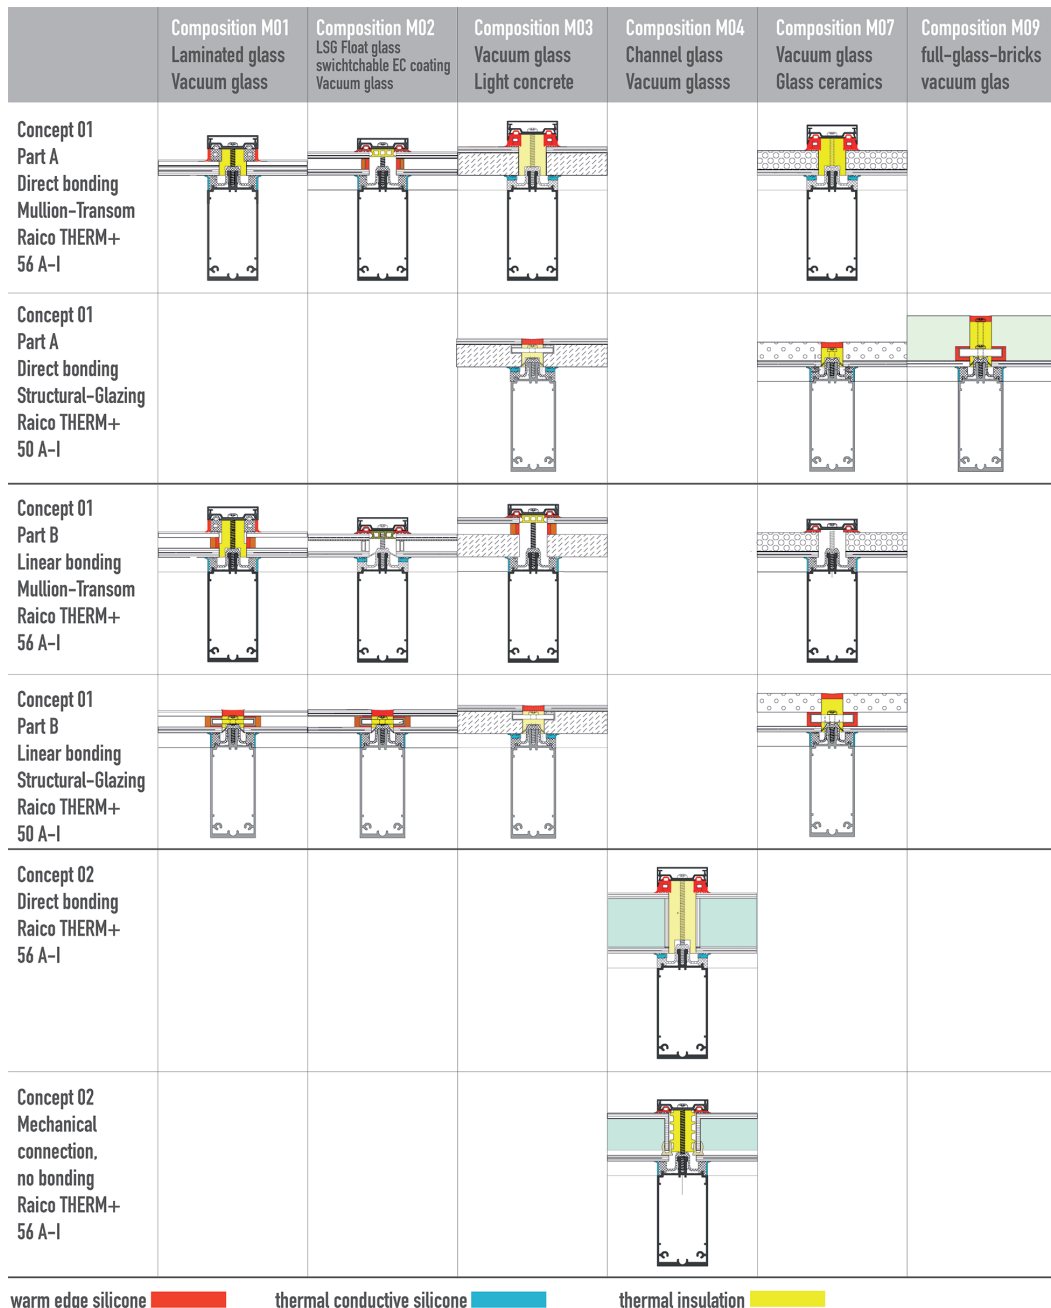 Composition M01
Laminated glass
Vacuum glass
Composition M02
LSG Float glass
swichtchable EC coating
Vacuum glass
Composition M03
Vacuum glass
Light concrete
Composition M04
Channel glass
Vacuum glasss
Composition M07
Vacuum glass
Glass ceramics
Composition M09
full-glass-bricks
vacuum glas
Concept 01
Part A
Direct bonding
Mullion-Transom
Raico THERM+
56 A-I
Concept 01
Part A
Direct bonding
Structural-Glazing
Raico THERM+
50 A-I
Concept 01
Part B
Linear bonding
Mullion-Transom
Raico THERM+
56 A-I
Concept 01
Part B
Linear bonding
Structural-Glazing
Raico THERM+
50 A-I
Concept 02
Direct bonding
Raico THERM+
56 A-I
Concept 02
Mechanical
connection,
no bonding
Raico THERM+
56 A-I
warm edge silicone
thermal conductive silicone
thermal insulation